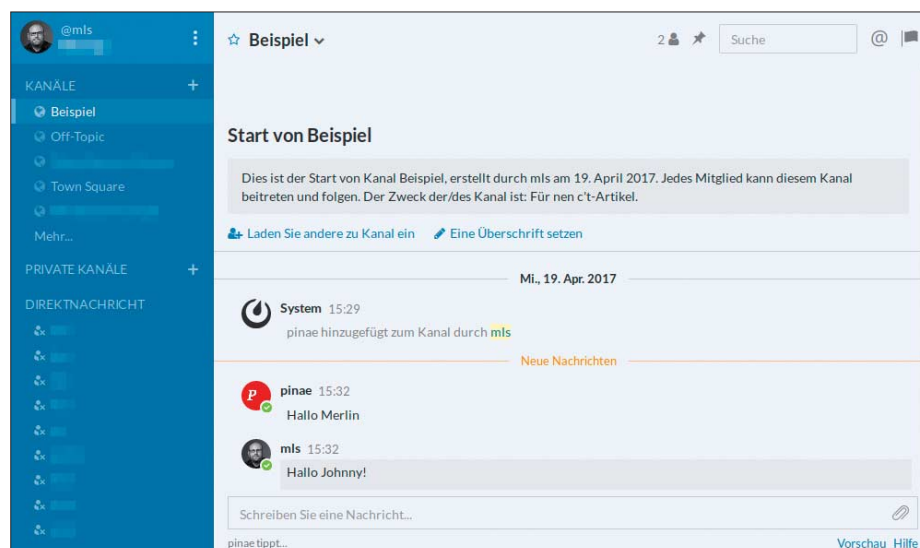 @mls
KANÄLE +
Beispiel
Off-Topic
Town Square
Mehr...
PRIVATE KANÄLE +
DIREKTNACHRICHT
Beispiel
2
Suche
@
Start von Beispiel
Dies ist der Start von Kanal Beispiel, erstellt durch mls am 19. April 2017. Jedes Mitglied kann diesem Kanal
beitreten und folgen. Der Zweck der/des Kanal ist: Für nen c't-Artikel.
Laden Sie andere zu Kanal ein Eine Überschrift setzen
Mi., 19. Apr. 2017
System 15:29
pinae hinzugefügt zum Kanal durch mls
Neue Nachrichten
P
pinae 15:32
Hallo Merlin
mls 15:32
Hallo Johnny!
Schreiben Sie eine Nachricht...
pinae tippt...
Vorschau Hilfe